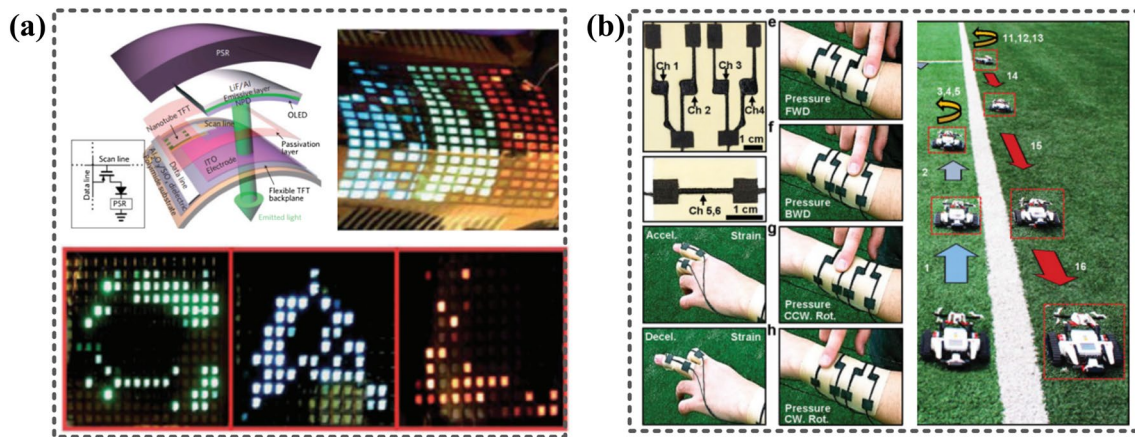 (a)
PSR
LiF/Al
Emissive layer
NPD
OLED
Nanotube TFT
Scan line
Passivation
layer
ITO
Electrode
Data line
Flexible TFT
backplane
Emitted light
Scan line
Data line
PSR
(b)
Ch 1
Ch 3
Ch 2
Ch4
1 cm
Ch 5,6
1 cm
Accel.
Strain
Decel.
Strain
e
Pressure
FWD
f
Pressure
BWD
g
Pressure
CCW. Rot.
h
Pressure
CW. Rot.
11,12,13
14
3,4,5
15
2
1
16